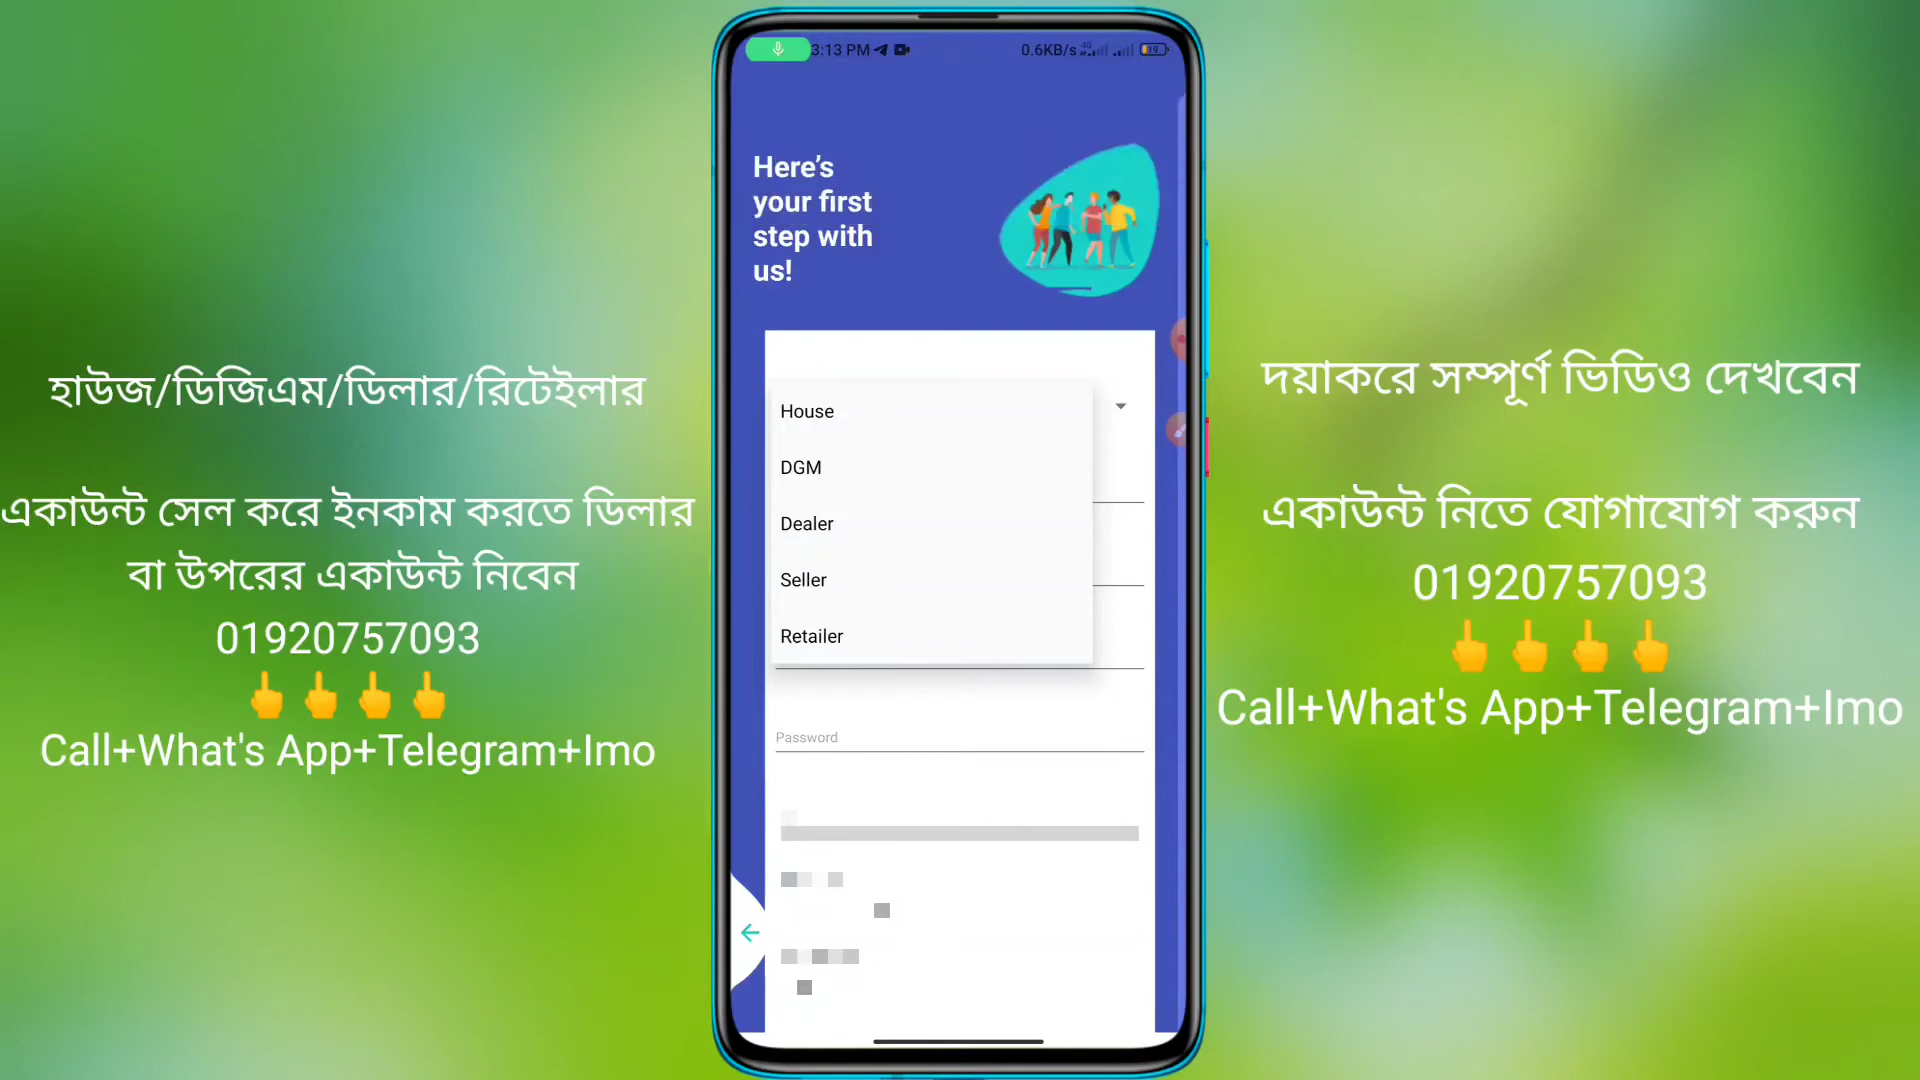 3:13 PM
0.6KB/s 4G 19
Here's
your first
step with
us!
House
DGM
Dealer
Seller
Retailer
Password
হাউজ/ডিজিএম/ডিলার/রিটেইলার
একাউন্ট সেল করে ইনকাম করতে ডিলার
বা উপরের একাউন্ট নিবেন
01920757093
👆👆👆👆
Call+What's App+Telegram+Imo
দয়াকরে সম্পূর্ণ ভিডিও দেখবেন
একাউন্ট নিতে যোগাযোগ করুন
01920757093
👆👆👆👆
Call+What's App+Telegram+Imo